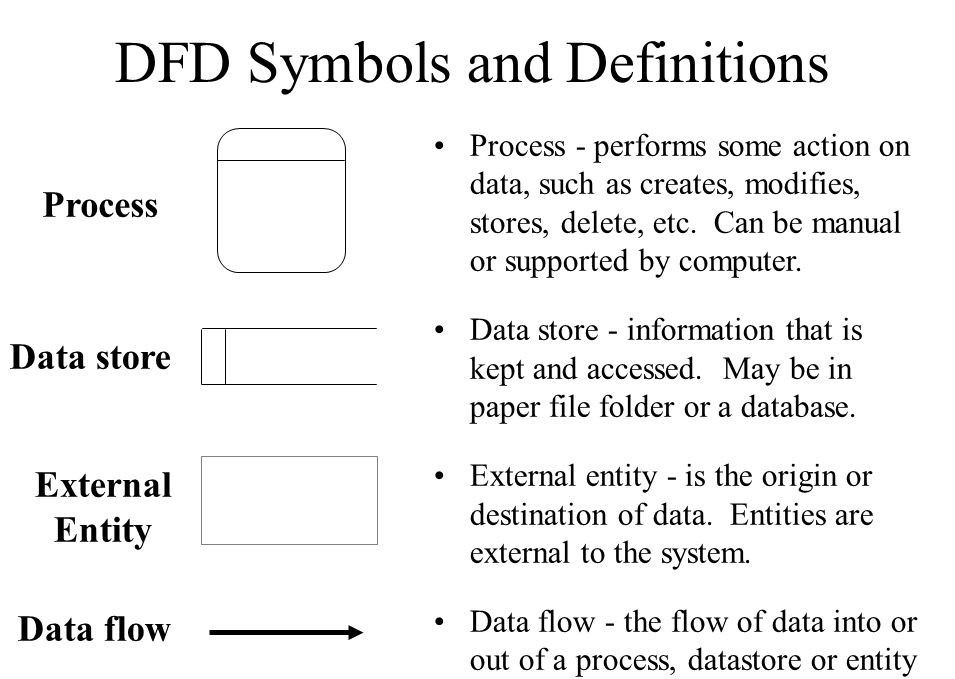 DFD Symbols and Definitions
Process
• Process - performs some action on
data, such as creates, modifies,
stores, delete, etc. Can be manual
or supported by computer.
Data store
• Data store - information that is
kept and accessed. May be in
paper file folder or a database.
External
Entity
• External entity - is the origin or
destination of data. Entities are
external to the system.
Data flow
• Data flow - the flow of data into or
out of a process, datastore or entity